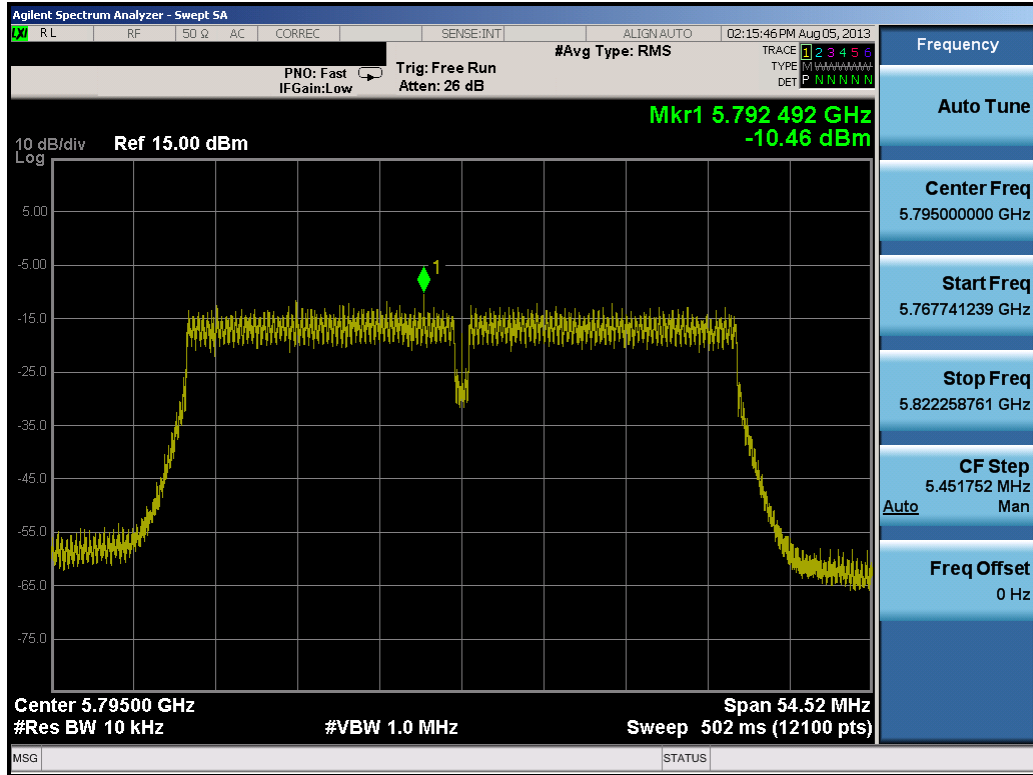 Agilent Spectrum Analyzer - Swept SA
LXI RL RF 50 Ω AC CORREC SENSE:INT ALIGN AUTO 02:15:46 PM Aug 05, 2013
#Avg Type: RMS TRACE 1 2 3 4 5 6
PNO: Fast Trig: Free Run TYPE M
IFGain:Low Atten: 26 dB DET P N N N N N
Mkr1 5.792 492 GHz
-10.46 dBm
10 dB/div Ref 15.00 dBm
Log
5.00
-5.00
1
-15.0
-25.0
-35.0
-45.0
-55.0
-65.0
-75.0
Center 5.79500 GHz Span 54.52 MHz
#Res BW 10 kHz #VBW 1.0 MHz Sweep 502 ms (12100 pts)
MSG STATUS
Frequency
Auto Tune
Center Freq
5.795000000 GHz
Start Freq
5.767741239 GHz
Stop Freq
5.822258761 GHz
CF Step
5.451752 MHz
Auto Man
Freq Offset
0 Hz